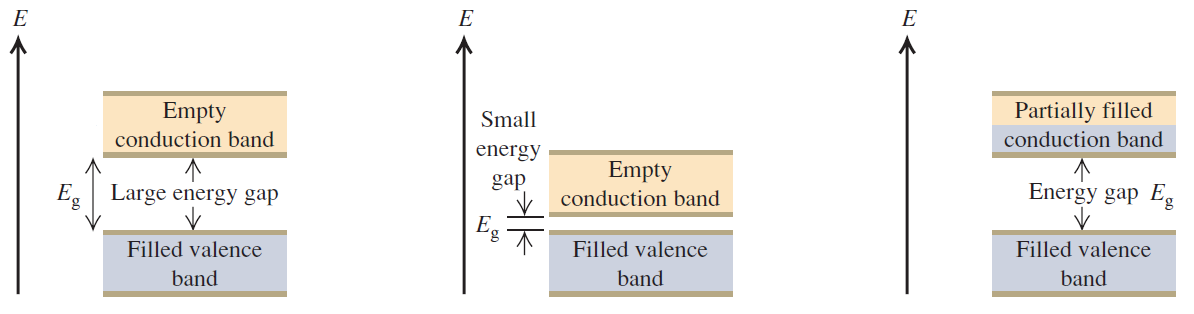 E
Empty
conduction band
E_g
Large energy gap
Filled valence
band
E
Small
energy
gap
Empty
conduction band
E_g
Filled valence
band
E
Partially filled
conduction band
Energy gap E_g
Filled valence
band